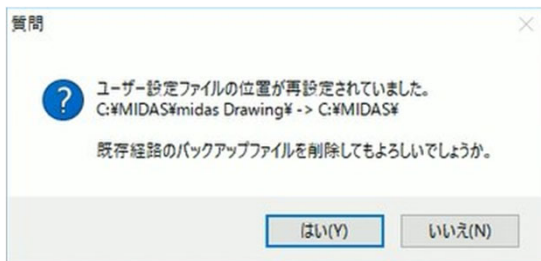 質問
ユーザー設定ファイルの位置が再設定されていました。
C:¥MIDAS¥midas Drawing¥ -> C:¥MIDAS¥
既存経路のバックアップファイルを削除してもよろしいでしょうか。
はい(Y)
いいえ(N)